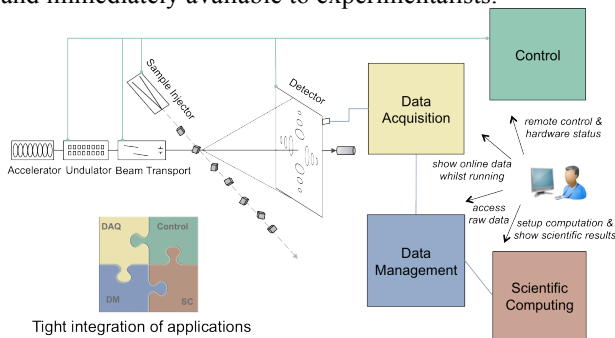 and immediately available to experimentalists.
Sample Injector
Detector
Control
Data
Acquisition
remote control &
hardware status
Accelerator Undulator Beam Transport
show online data
whilst running
access
raw data
setup computation &
show scientific results
DAQ Control
DM SC
Data
Management
Scientific
Computing
Tight integration of applications